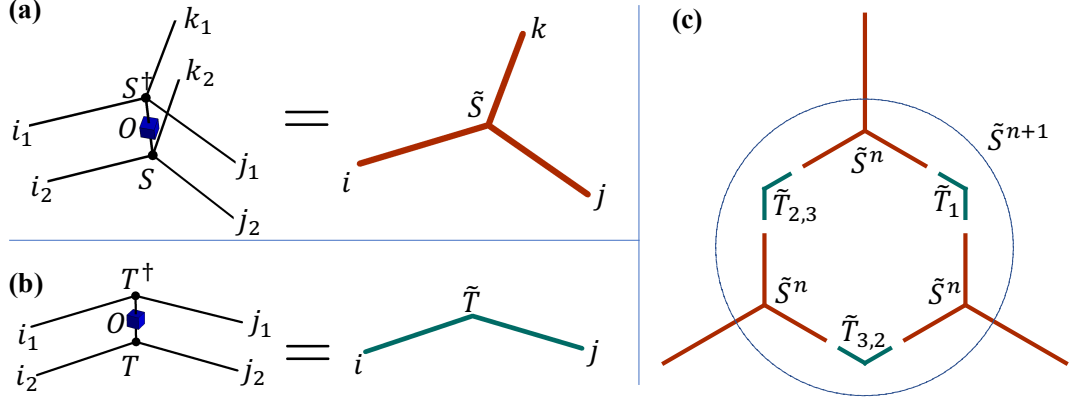 (a)
k₁
k₂
S†
O
i₁
S
j₁
i₂
j₂
=
k
S̃
i
j
(b)
T†
i₁
O
j₁
i₂
T
j₂
=
T̃
i
j
(c)
S̃ⁿ⁺¹
S̃ⁿ
T̃₂,₃
T̃₁
S̃ⁿ
S̃ⁿ
T̃₃,₂